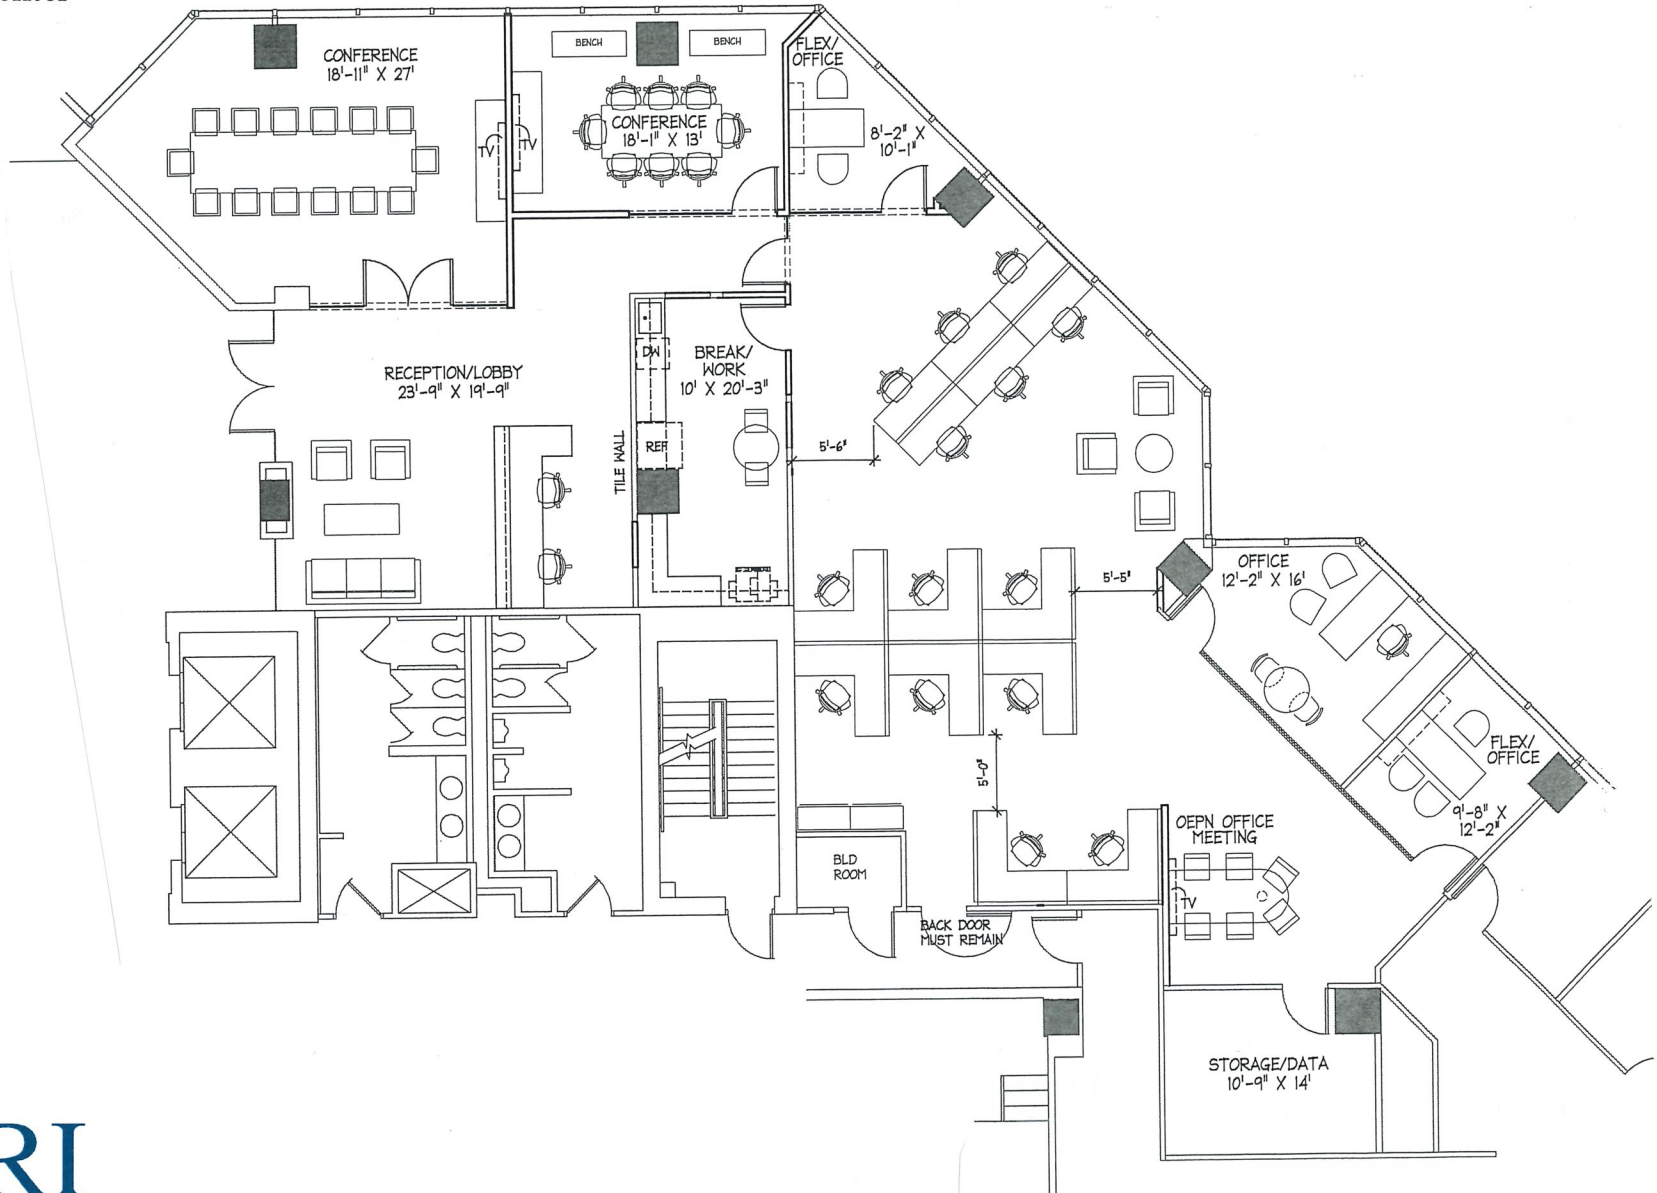 CONFERENCE
18'-11" X 27'
BENCH
BENCH
FLEX/
OFFICE
CONFERENCE
18'-1" X 13'
TV
TV
8'-2" X
10'-1"
RECEPTION/LOBBY
23'-9" X 19'-9"
DW
BREAK/
WORK
10' X 20'-3"
REF
TILE WALL
5'-6"
5'-5"
OFFICE
12'-2" X 16'
5'-0"
FLEX/
OFFICE
9'-8" X
12'-2"
OEPN OFFICE
MEETING
TV
BLD
ROOM
BACK DOOR
MUST REMAIN
STORAGE/DATA
10'-9" X 14'
RI